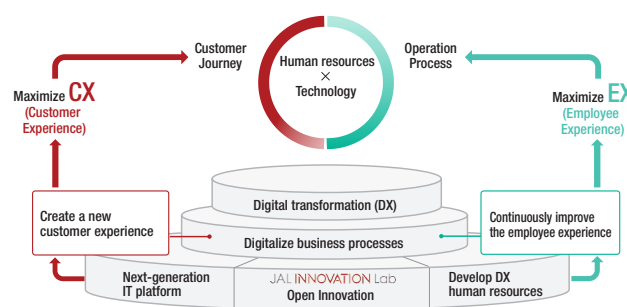 Customer
Journey
Human resources
×
Technology
Operation
Process
Maximize CX
(Customer
Experience)
Maximize EX
(Employee
Experience)
Create a new
customer experience
Digital transformation (DX)
Digitalize business processes
Continuously improve
the employee experience
Next-generation
IT platform
JAL INNOVATION Lab
Open Innovation
Develop DX
human resources